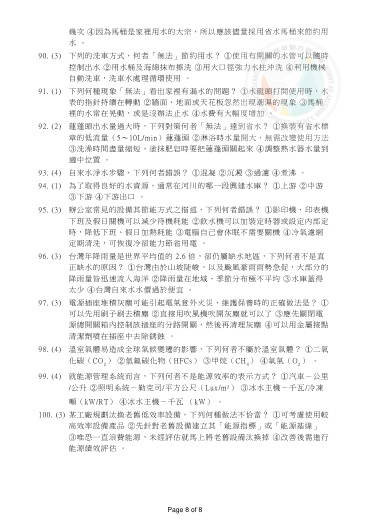 幾次 ④因為馬桶是家裡用水的大宗，所以應該儘量採用省水馬桶來節約用
水 。
90. (3) 下列的洗車方式，何者「無法」節約用水？ ①使用有開關的水管可以隨時
控制出水 ②用水桶及海綿抹布擦洗 ③用大口徑強力水柱沖洗 ④利用機械
自動洗車，洗車水處理循環使用 。
91. (1) 下列何種現象「無法」看出家裡有漏水的問題？ ①水龍頭打開使用時，水
表的指針持續在轉動 ②牆面、地面或天花板忽然出現潮濕的現象 ③馬桶
裡的水常在晃動，或是沒辦法止水 ④水費有大幅度增加 。
92. (2) 蓮蓬頭出水量過大時，下列對策何者「無法」達到省水？ ①換裝有省水標
章的低流量（5～10L/min）蓮蓬頭 ②淋浴時水量開大，無需改變使用方法
③洗澡時間盡量縮短，塗抹肥皂時要把蓮蓬頭關起來 ④調整熱水器水量到
適中位置 。
93. (4) 自來水淨水步驟，何者錯誤？ ①混凝 ②沉澱 ③過濾 ④煮沸 。
94. (1) 為了取得良好的水資源，通常在河川的哪一段興建水庫？ ①上游 ②中游
③下游 ④下游出口 。
95. (3) 辦公室常見的設備其節能方式之描述，下列何者錯誤？ ①影印機、印表機
下班及假日關機可以減少待機耗能 ②飲水機可以加裝定時器或設定內部定
時，降低下班、假日加熱耗能 ③電腦自己會休眠不需要關機 ④冷氣濾網
定期清洗，可恢復冷卻能力節省用電 。
96. (3) 台灣年降雨量是世界平均值的 2.6 倍，卻仍屬缺水地區，下列何者不是真
正缺水的原因？ ①台灣由於山坡陡峻，以及颱風豪雨雨勢急促，大部分的
降雨量皆迅速流入海洋 ②降雨量在地域、季節分布極不平均 ③水庫蓋得
太少 ④台灣自來水水價過於便宜 。
97. (3) 電源插座堆積灰塵可能引起電氣意外火災，維護保養時的正確做法是？ ①
可以先用刷子刷去積塵 ②直接用吹風機吹開灰塵就可以了 ③應先關閉電
源總開關箱內控制該插座的分路開關，然後再清理灰塵 ④可以用金屬接點
清潔劑噴在插座中去除銹蝕 。
98. (4) 溫室氣體易造成全球氣候變遷的影響，下列何者不屬於溫室氣體？ ①二氧
化碳（CO₂） ②氫氟碳化物（HFCs） ③甲烷（CH₄） ④氧氣（O₂） 。
99. (4) 就能源管理系統而言，下列何者不是能源效率的表示方式？ ①汽車－公里
/公升 ②照明系統－勒克司/平方公尺（Lux/m²） ③冰水主機－千瓦/冷凍
噸（kW/RT） ④冰水主機－千瓦（kW） 。
100. (3) 某工廠規劃汰換老舊低效率設備，下列何種做法不恰當？ ①可考慮使用較
高效率設備產品 ②先針對老舊設備建立其「能源指標」或「能源基線」
③唯恐一直浪費能源，未經評估就馬上將老舊設備汰換掉 ④改善後需進行
能源績效評估 。
Page 8 of 8